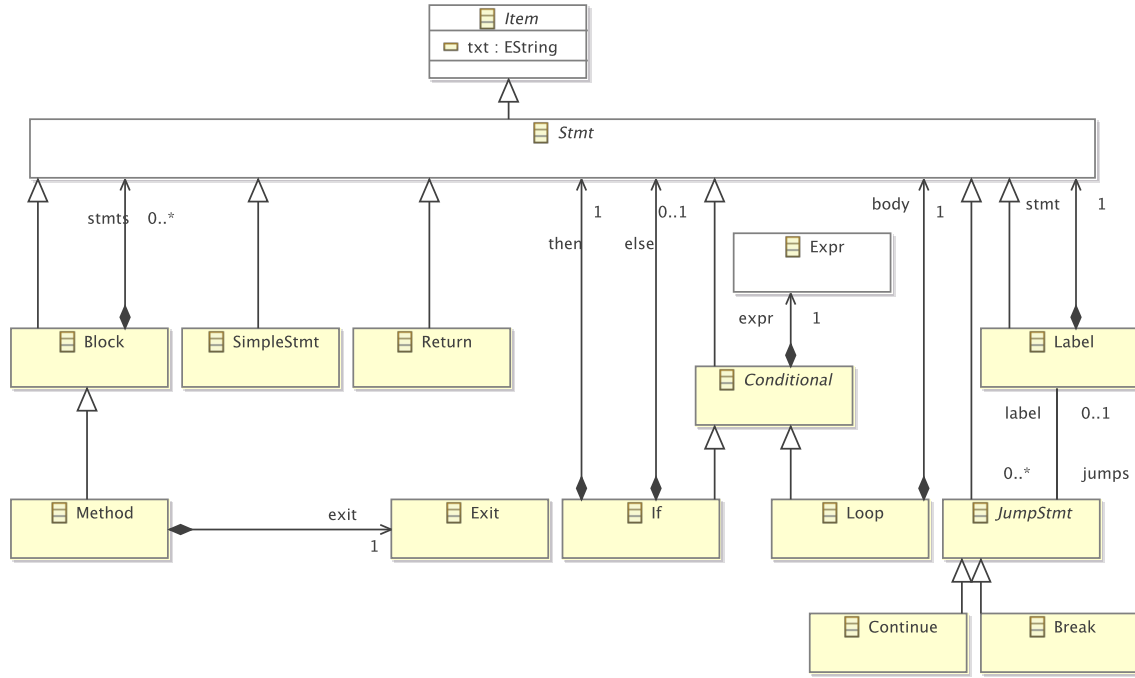 Item
txt : EString
Stmt
stmts 0..*
then 1
else 0..1
body 1
stmt 1
Expr
expr 1
Block
SimpleStmt
Return
Conditional
Label
label 0..1
0..* jumps
Method
exit
1
Exit
If
Loop
JumpStmt
Continue
Break